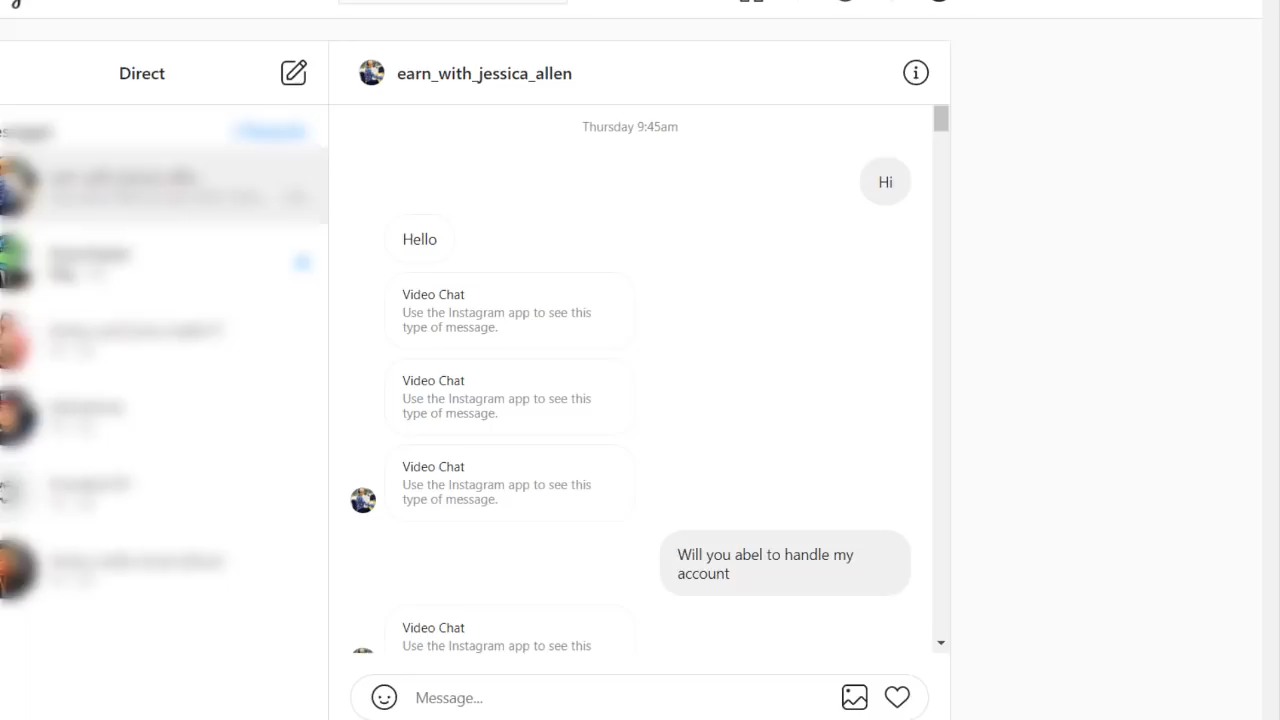 Direct
earn_with_jessica_allen
Thursday 9:45am
Hi
Hello
Video Chat
Use the Instagram app to see this
type of message.
Video Chat
Use the Instagram app to see this
type of message.
Video Chat
Use the Instagram app to see this
type of message.
Will you abel to handle my
account
Video Chat
Use the Instagram app to see this
Message...